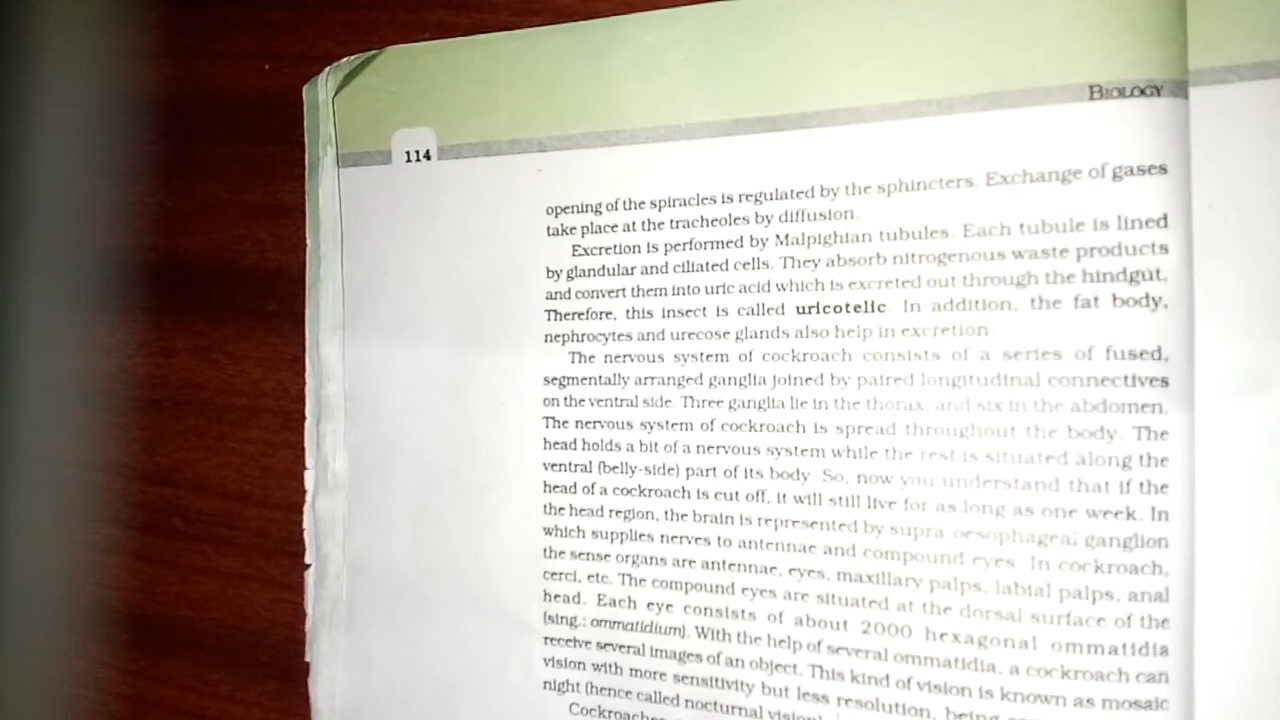 BIOLOGY
114
opening of the spiracles is regulated by the sphincters. Exchange of gases
take place at the tracheoles by diffusion.
Excretion is performed by Malpighian tubules. Each tubule is lined
by glandular and ciliated cells. They absorb nitrogenous waste products
and convert them into uric acid which is excreted out through the hindgut.
Therefore, this insect is called uricotelic. In addition, the fat body,
nephrocytes and urecose glands also help in excretion.
The nervous system of cockroach consists of a series of fused,
segmentally arranged ganglia joined by paired longitudinal connectives
on the ventral side. Three ganglia lie in the thorax, and six in the abdomen.
The nervous system of cockroach is spread throughout the body. The
head holds a bit of a nervous system while the rest is situated along the
ventral (belly-side) part of its body. So, now you understand that if the
head of a cockroach is cut off, it will still live for as long as one week. In
the head region, the brain is represented by supra-oesophageal ganglion
which supplies nerves to antennae and compound eyes. In cockroach,
the sense organs are antennae, eyes, maxillary palps, labial palps, anal
cerci, etc. The compound eyes are situated at the dorsal surface of the
head. Each eye consists of about 2000 hexagonal ommatidia
(sing.: ommatidium). With the help of several ommatidia, a cockroach can
receive several images of an object. This kind of vision is known as mosaic
vision with more sensitivity but less resolution, being
night (hence called nocturnal vision).